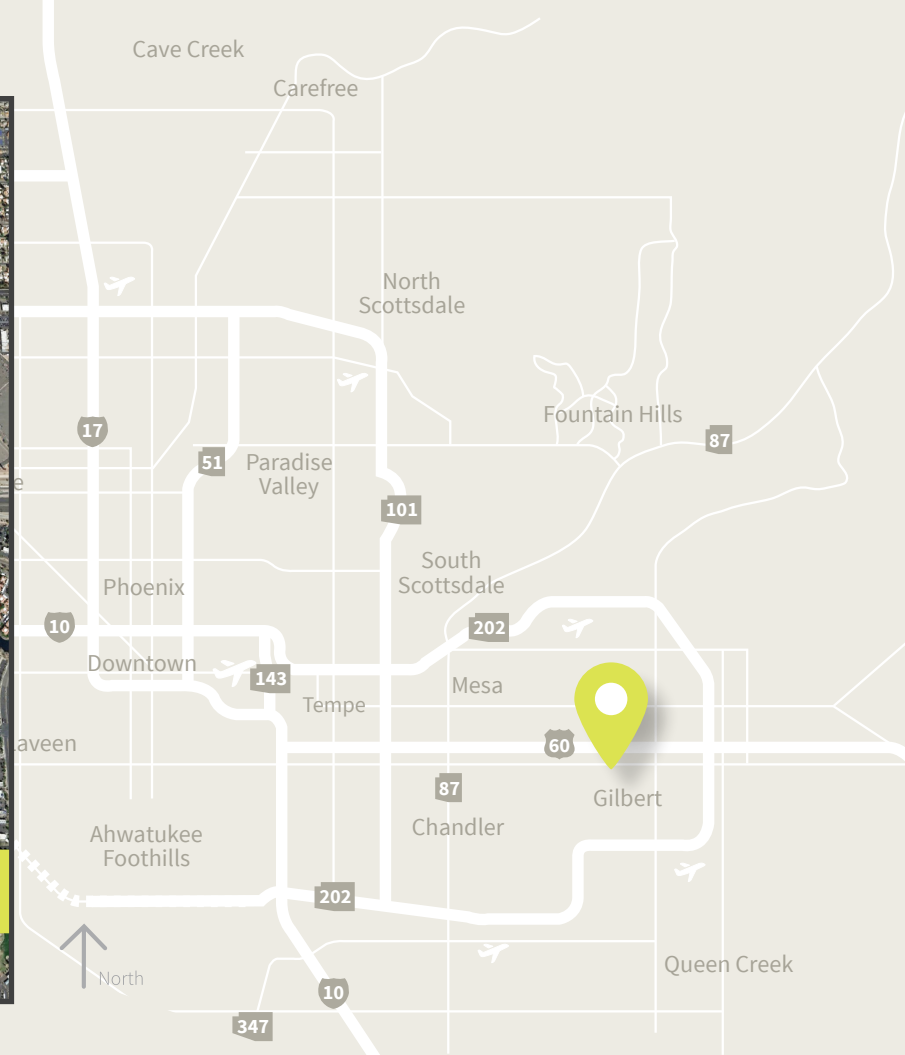 Cave Creek
Carefree
North
Scottsdale
Fountain Hills
17
87
51
Paradise
Valley
101
South
Scottsdale
Phoenix
10
202
Downtown
143
Mesa
Tempe
60
aveen
87
Gilbert
Chandler
Ahwatukee
Foothills
202
Queen Creek
North
10
347